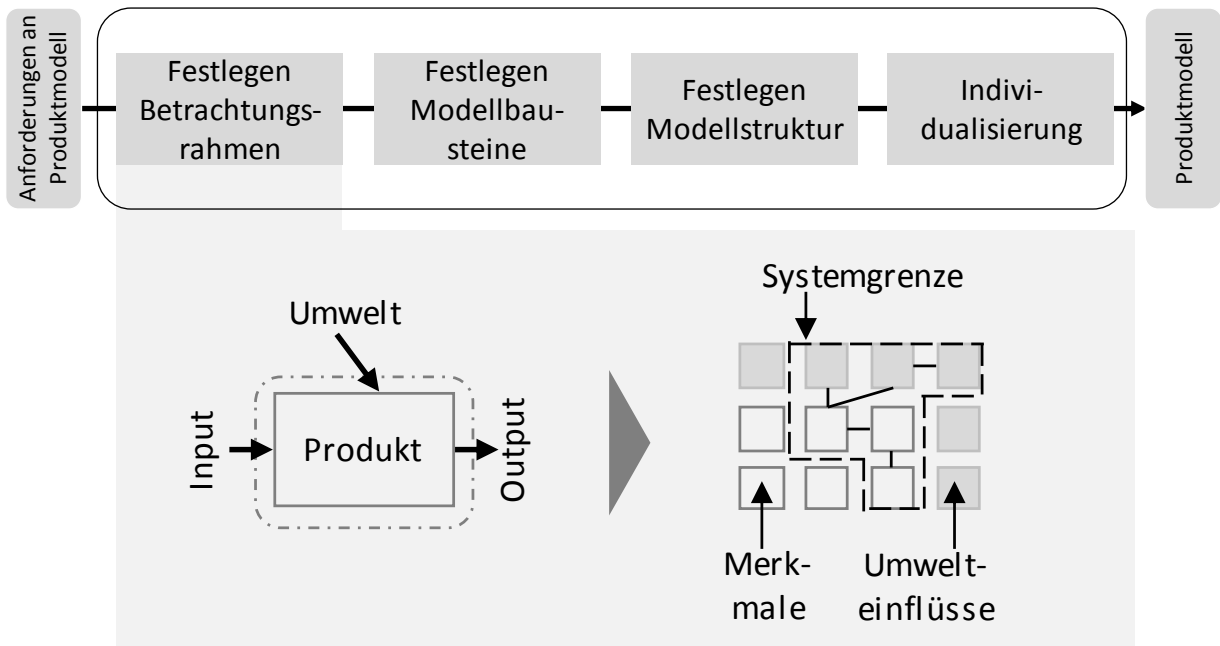 Anforderungen an
Produktmodell
Festlegen
Betrachtungs-
rahmen
Festlegen
Modellbau-
steine
Festlegen
Modellstruktur
Indivi-
dualisierung
Produktmodell
Umwelt
Input
Produkt
Output
Systemgrenze
Merk-
male
Umwelt-
einflüsse